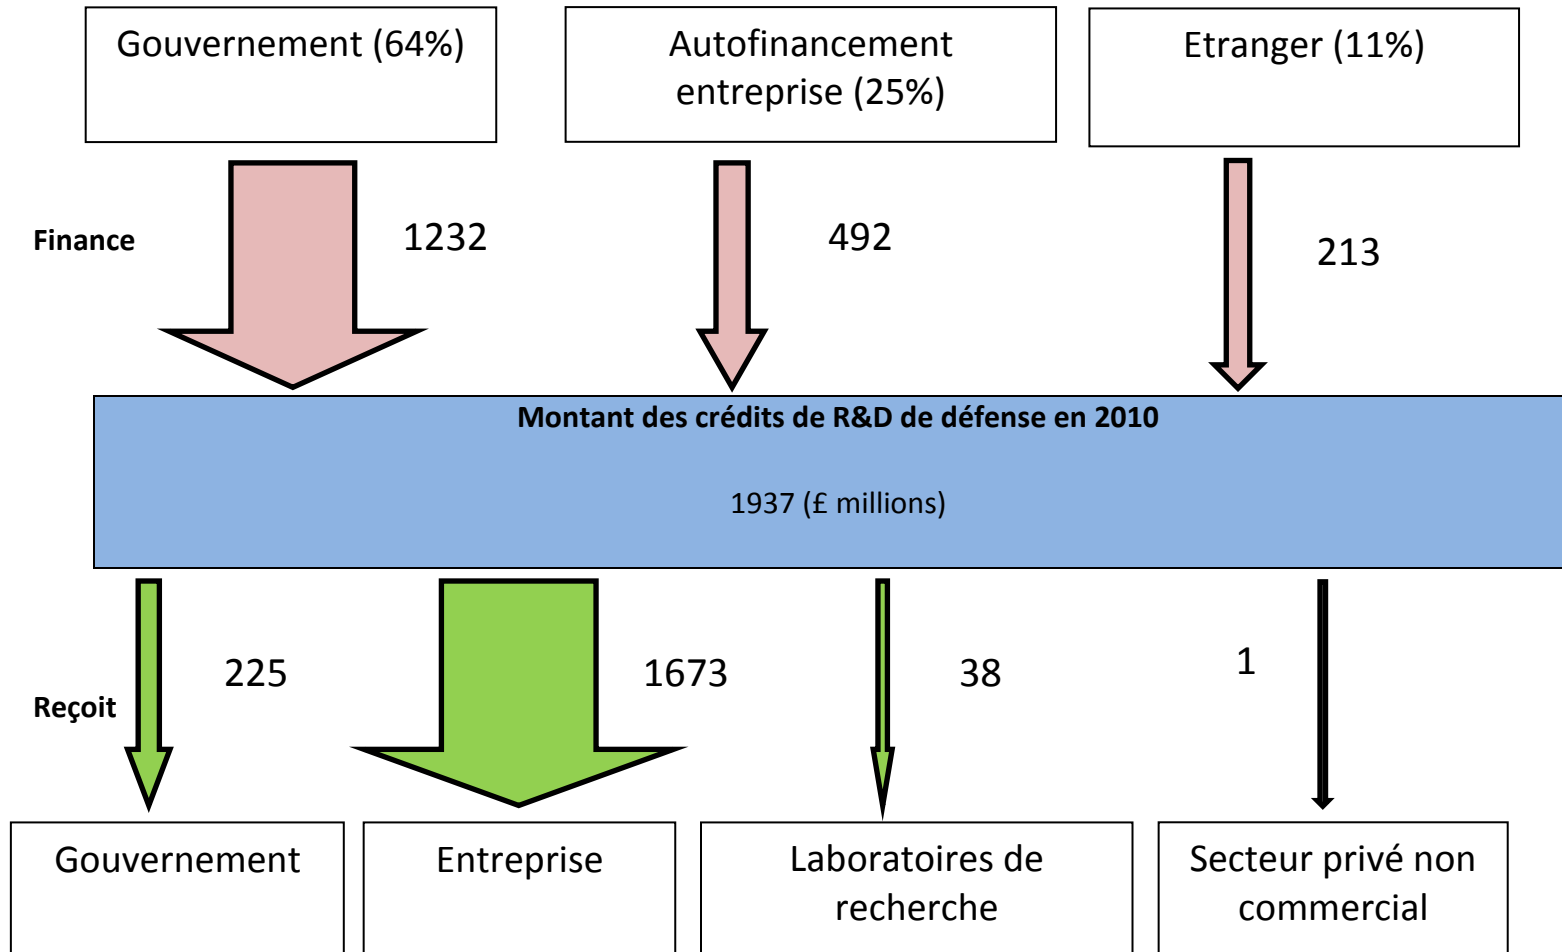 Gouvernement (64%)
Autofinancement
entreprise (25%)
Etranger (11%)
Finance
1232
492
213
Montant des crédits de R&D de défense en 2010
1937 (£ millions)
Reçoit
225
1673
38
1
Gouvernement
Entreprise
Laboratoires de
recherche
Secteur privé non
commercial